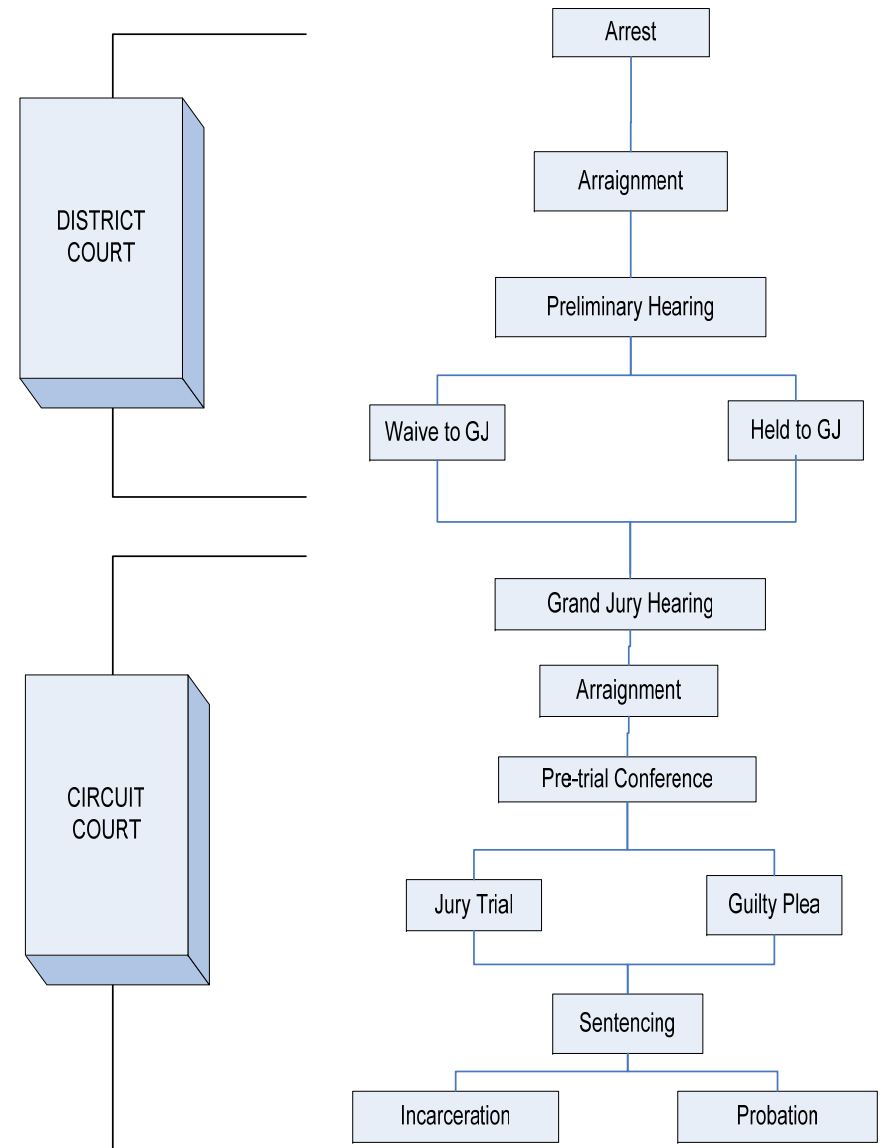 Arrest
Arraignment
DISTRICT
COURT
Preliminary Hearing
Waive to GJ
Held to GJ
Grand Jury Hearing
Arraignment
Pre-trial Conference
CIRCUIT
COURT
Jury Trial
Guilty Plea
Sentencing
Incarceration
Probation